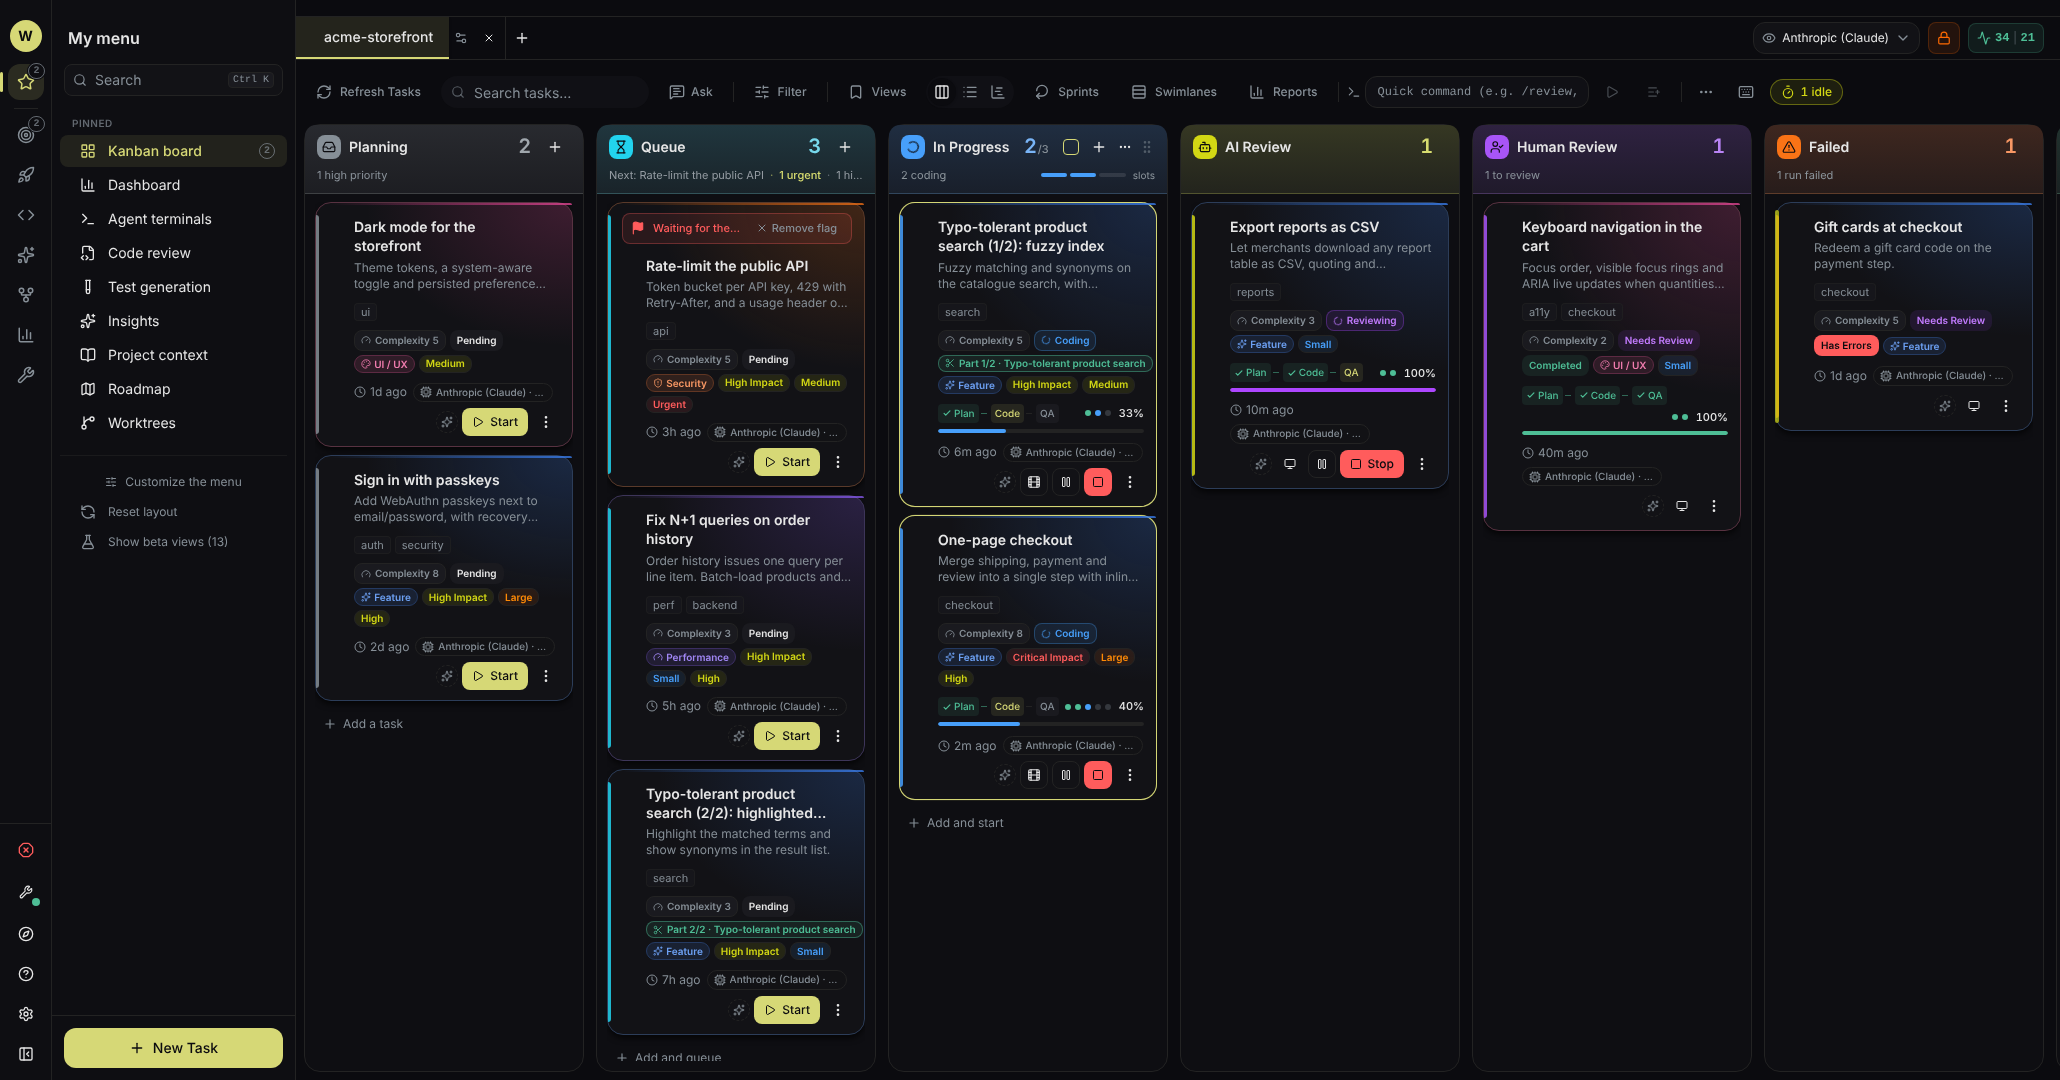 W
My menu
Search
Ctrl K
2
2
PINNED
Kanban board
2
Dashboard
Agent terminals
Code review
Test generation
Insights
Project context
Roadmap
Worktrees
Customize the menu
Reset layout
Show beta views (13)
New Task
acme-storefront
Anthropic (Claude)
34 | 21
Refresh Tasks
Search tasks...
Ask
Filter
Views
Sprints
Swimlanes
Reports
Quick command (e.g. /review,
1 idle
Planning
2
1 high priority
Dark mode for the
storefront
Theme tokens, a system-aware
toggle and persisted preference...
ui
Complexity 5
Pending
UI / UX
Medium
1d ago
Anthropic (Claude) · ...
Start
Sign in with passkeys
Add WebAuthn passkeys next to
email/password, with recovery...
auth
security
Complexity 8
Pending
Feature
High Impact
Large
High
2d ago
Anthropic (Claude) · ...
Start
Add a task
Queue
3
Next: Rate-limit the public API · 1 urgent · 1 hi...
Waiting for the...
Remove flag
Rate-limit the public API
Token bucket per API key, 429 with
Retry-After, and a usage header o...
api
Complexity 5
Pending
Security
High Impact
Medium
Urgent
3h ago
Anthropic (Claude) · ...
Start
Fix N+1 queries on order
history
Order history issues one query per
line item. Batch-load products and...
perf
backend
Complexity 3
Pending
Performance
High Impact
Small
High
5h ago
Anthropic (Claude) · ...
Start
Typo-tolerant product
search (2/2): highlighted...
Highlight the matched terms and
show synonyms in the result list.
search
Complexity 3
Pending
Part 2/2 · Typo-tolerant product search
Feature
High Impact
Small
7h ago
Anthropic (Claude) · ...
Start
Add and queue
In Progress
2/3
2 coding
slots
Typo-tolerant product
search (1/2): fuzzy index
Fuzzy matching and synonyms on
the catalogue search, with...
search
Complexity 5
Coding
Part 1/2 · Typo-tolerant product search
Feature
High Impact
Medium
Plan
Code
QA
33%
6m ago
Anthropic (Claude) · ...
One-page checkout
Merge shipping, payment and
review into a single step with inlin...
checkout
Complexity 8
Coding
Feature
Critical Impact
Large
High
Plan
Code
QA
40%
2m ago
Anthropic (Claude) · ...
Add and start
AI Review
1
Export reports as CSV
Let merchants download any report
table as CSV, quoting and...
reports
Complexity 3
Reviewing
Feature
Small
Plan
Code
QA
100%
10m ago
Anthropic (Claude) · ...
Stop
Human Review
1
1 to review
Keyboard navigation in the
cart
Focus order, visible focus rings and
ARIA live updates when quantities...
a11y
checkout
Complexity 2
Needs Review
Completed
UI / UX
Small
Plan
Code
QA
100%
40m ago
Anthropic (Claude) · ...
Failed
1
1 run failed
Gift cards at checkout
Redeem a gift card code on the
payment step.
checkout
Complexity 5
Needs Review
Has Errors
Feature
1d ago
Anthropic (Claude) · ...